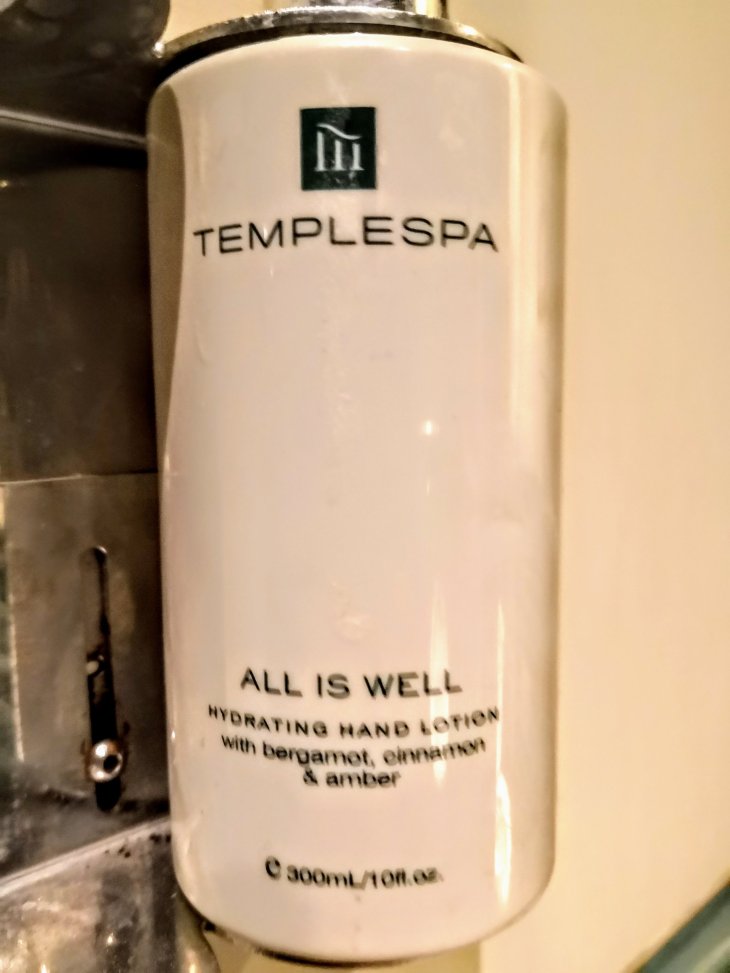 TEMPLESPA
ALL IS WELL
HYDRATING HAND LOTION
with bergamot, cinnamon
& amber
℮ 300mL/10fl.oz.